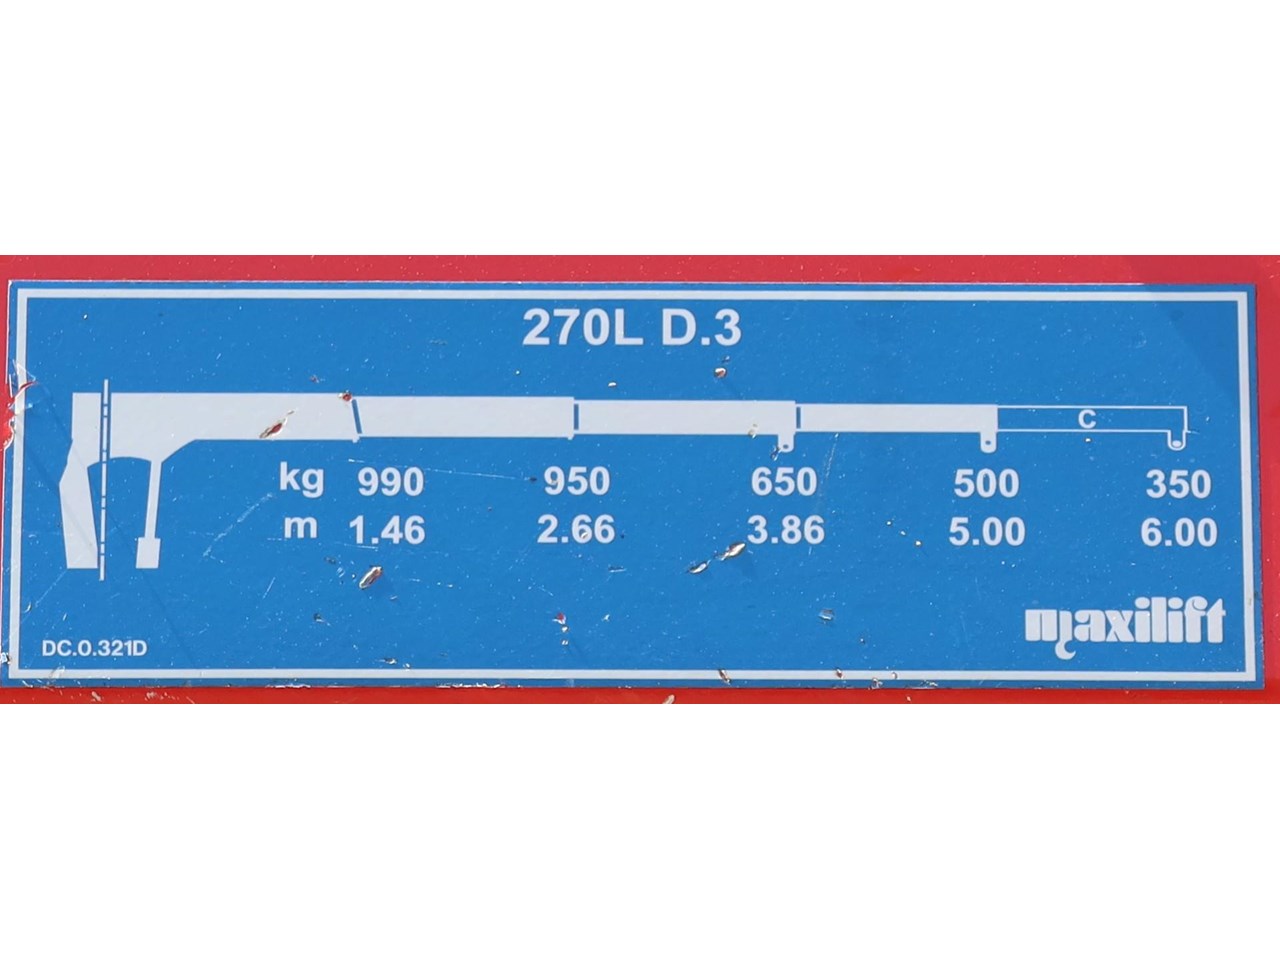 270L D.3
C
kg 990 950 650 500 350
m 1.46 2.66 3.86 5.00 6.00
maxilift
DC.0.321D